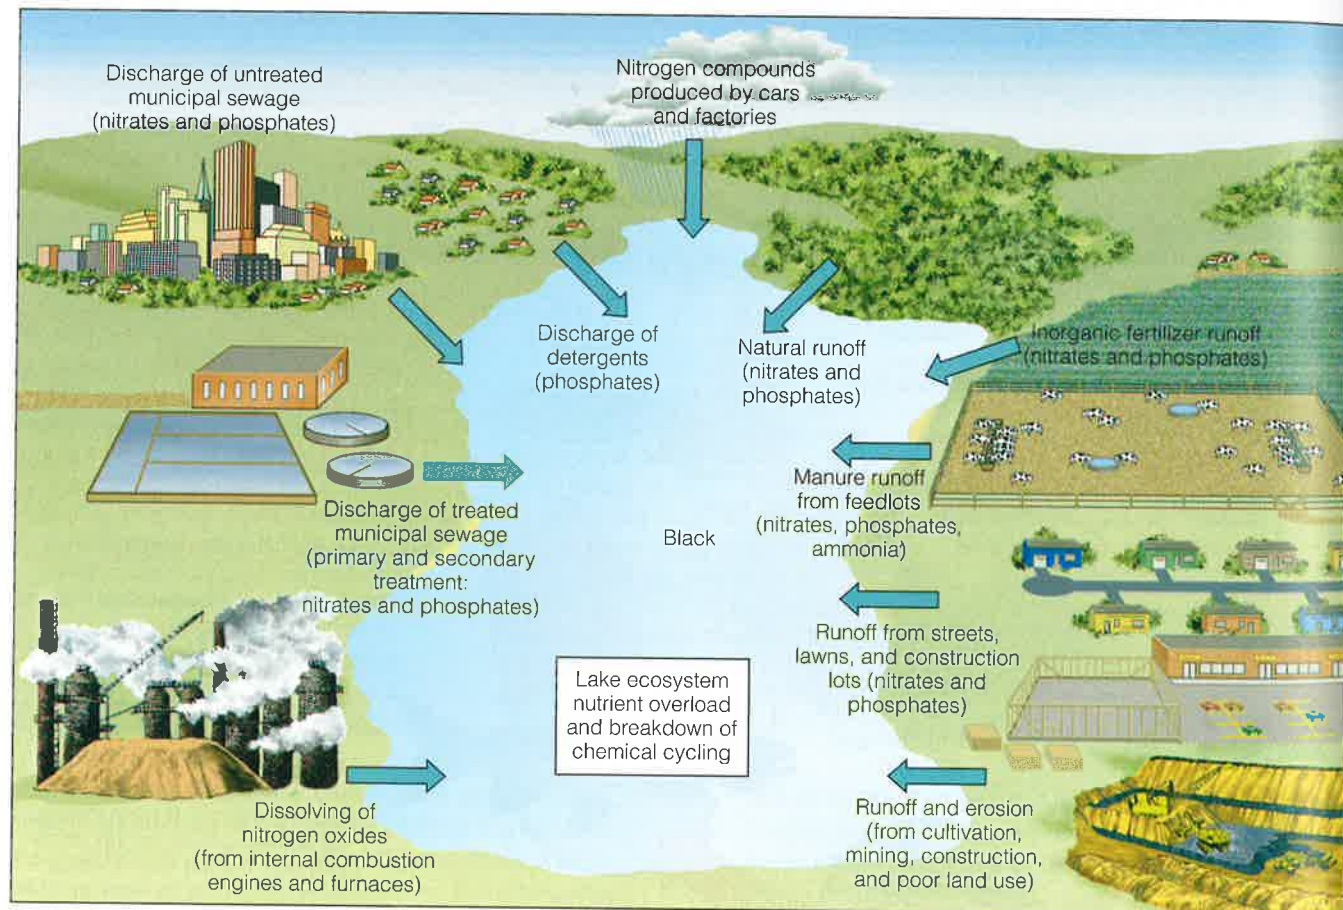 Discharge of untreated
municipal sewage
(nitrates and phosphates)
Nitrogen compounds
produced by cars
and factories
Discharge of
detergents
(phosphates)
Natural runoff
(nitrates and
phosphates)
Inorganic fertilizer runoff
(nitrates and phosphates)
Manure runoff
from feedlots
(nitrates, phosphates,
ammonia)
Discharge of treated
municipal sewage
(primary and secondary
treatment:
nitrates and phosphates)
Black
Runoff from streets,
lawns, and construction
lots (nitrates and
phosphates)
Lake ecosystem
nutrient overload
and breakdown of
chemical cycling
Dissolving of
nitrogen oxides
(from internal combustion
engines and furnaces)
Runoff and erosion
(from cultivation,
mining, construction,
and poor land use)